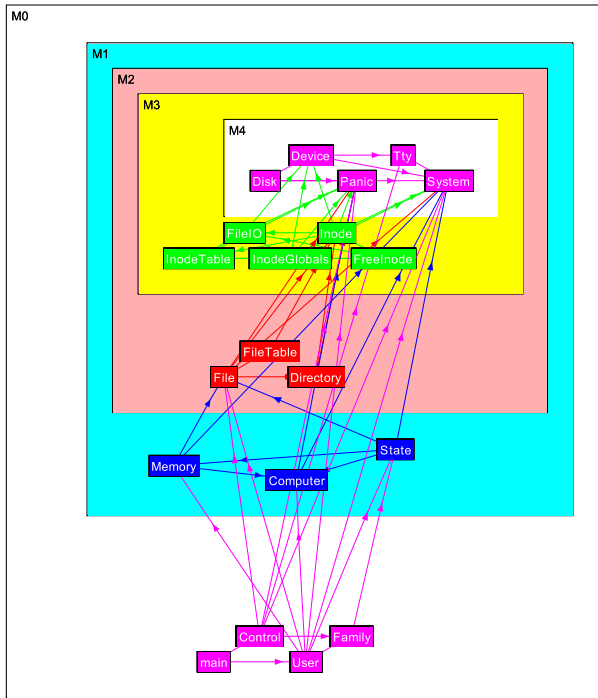 M0
M1
M2
M3
M4
Device
Tty
Disk
Panic
System
FileIO
Inode
InodeTable
InodeGlobals
FreeInode
FileTable
File
Directory
State
Memory
Computer
Control
Family
main
User